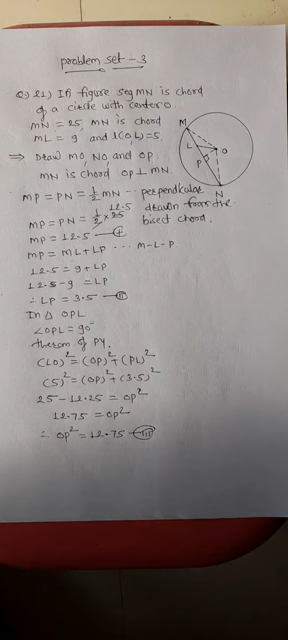 problem set - 3
Q.) 21) In figure seg MN is chord
of a circle with center o.
MN = 25, MN is chord
ML = 9 and l(O,L)=5.
⇒ Draw MO, NO, and OP.
MN is chord OP ⊥ MN.
MP = PN = 1/2 MN -- perpendcular
drawn from the
bisect chord.
MP = PN = 1/2 × 25 12.5
MP = 12.5 — I
MP = ML + LP ... M-L-P
12.5 = 9 + LP
12.5 - 9 = LP
∴ LP = 3.5 — II
In Δ OPL
∠OPL = 90°
therom of PY.
(LO)² = (OP)² + (PL)²
(5)² = (OP)² + (3.5)²
25 - 12.25 = OP²
12.75 = OP²
∴ OP² = 12.75 — III
M
L
O
P
N